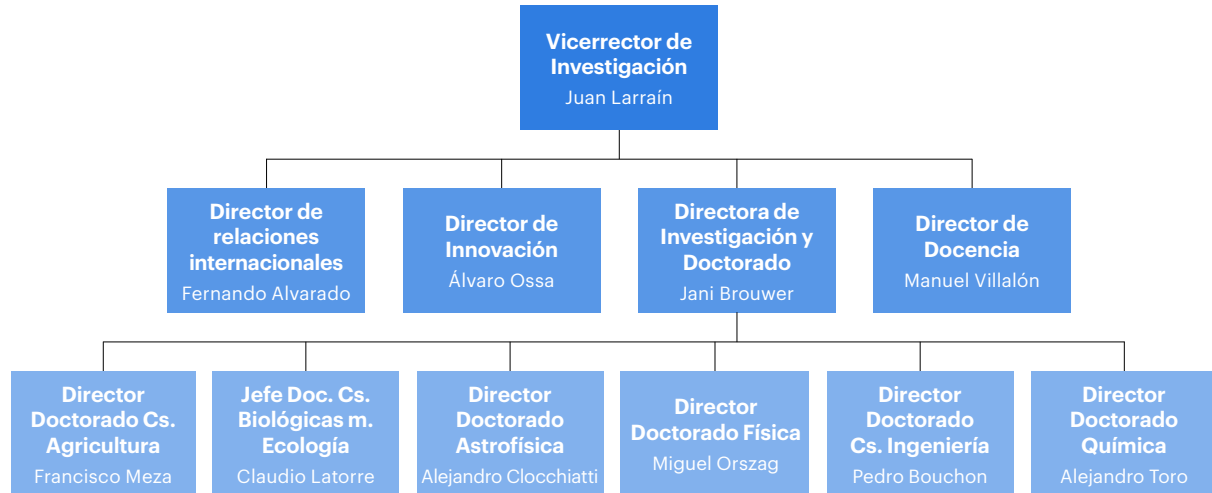 Vicerrector de
Investigación
Juan Larraín
Director de
relaciones
internacionales
Fernando Alvarado
Director de
Innovación
Álvaro Ossa
Directora de
Investigación y
Doctorado
Jani Brouwer
Director de
Docencia
Manuel Villalón
Director
Doctorado Cs.
Agricultura
Francisco Meza
Jefe Doc. Cs.
Biológicas m.
Ecología
Claudio Latorre
Director
Doctorado
Astrofísica
Alejandro Clocchiatti
Director
Doctorado Física
Miguel Orszag
Director
Doctorado
Cs. Ingeniería
Pedro Bouchon
Director
Doctorado
Química
Alejandro Toro